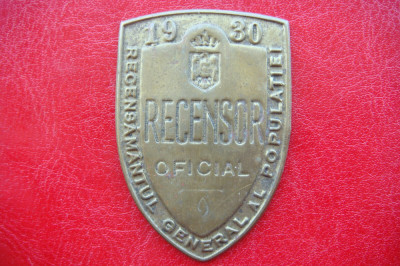 1930
RECENSĂMÂNTUL GENERAL AL POPULAȚIEI
RECENSOR
OFICIAL